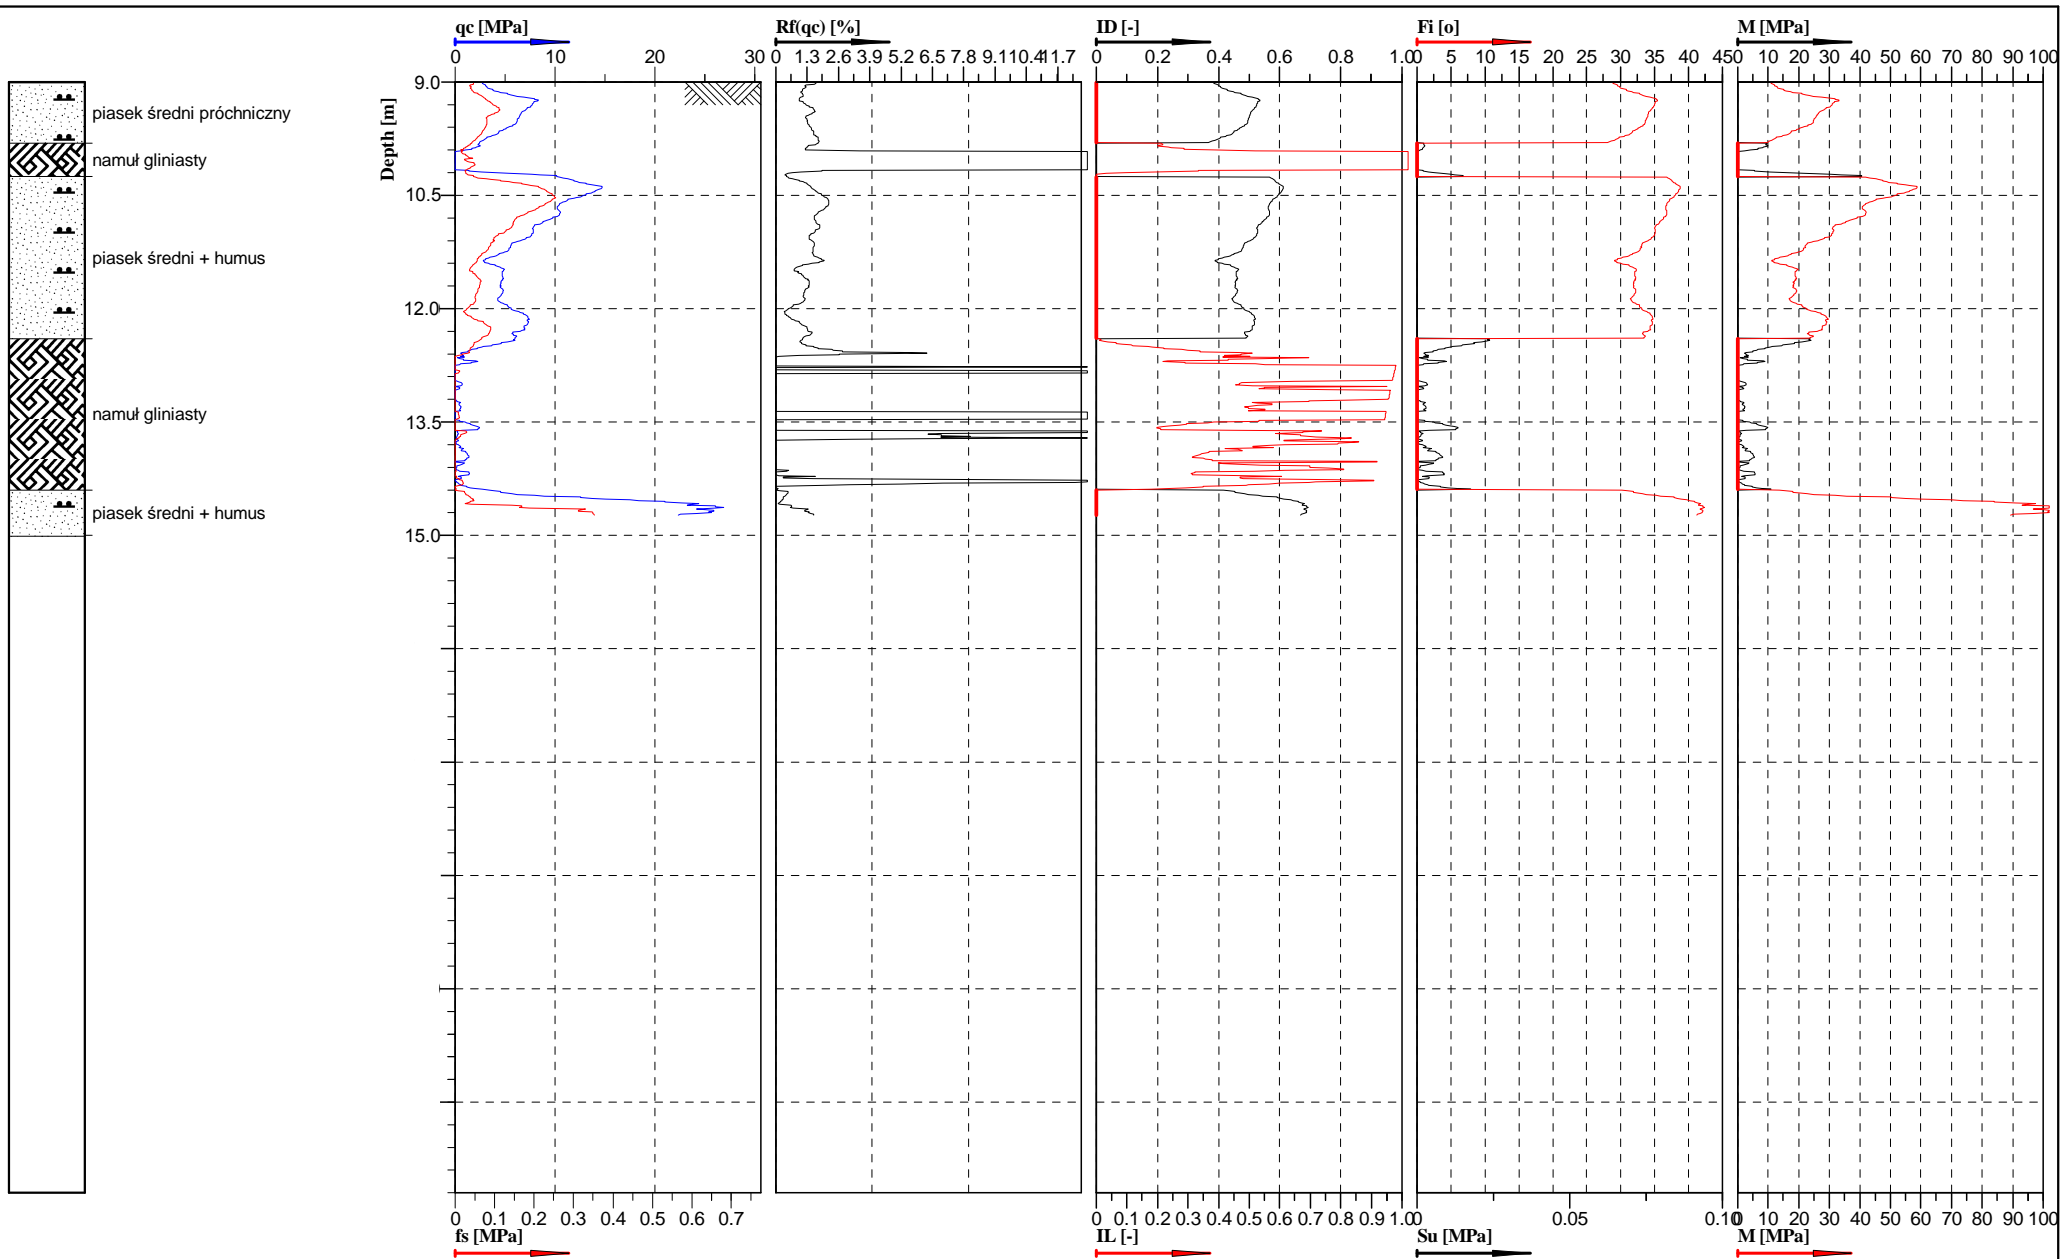 qc [MPa]
Rf(qc) [%]
ID [-]
Fi [o]
M [MPa]
0 10 20 30
1.3 2.6 3.9 5.2 6.5 7.8 9.1 10.4 11.7
0 0.2 0.4 0.6 0.8 1.0
0 5 10 15 20 25 30 35 40 45
0 10 20 30 40 50 60 70 80 90 100
Depth [m]
9.0
piasek średni próchniczny
namuł gliniasty
10.5
piasek średni + humus
12.0
namuł gliniasty
13.5
piasek średni + humus
15.0
0 0.1 0.2 0.3 0.4 0.5 0.6 0.7
0 0.1 0.2 0.3 0.4 0.5 0.6 0.7 0.8 0.9 1.0
0 0.05 0.10
0 10 20 30 40 50 60 70 80 90 100
fs [MPa]
IL [-]
Su [MPa]
M [MPa]